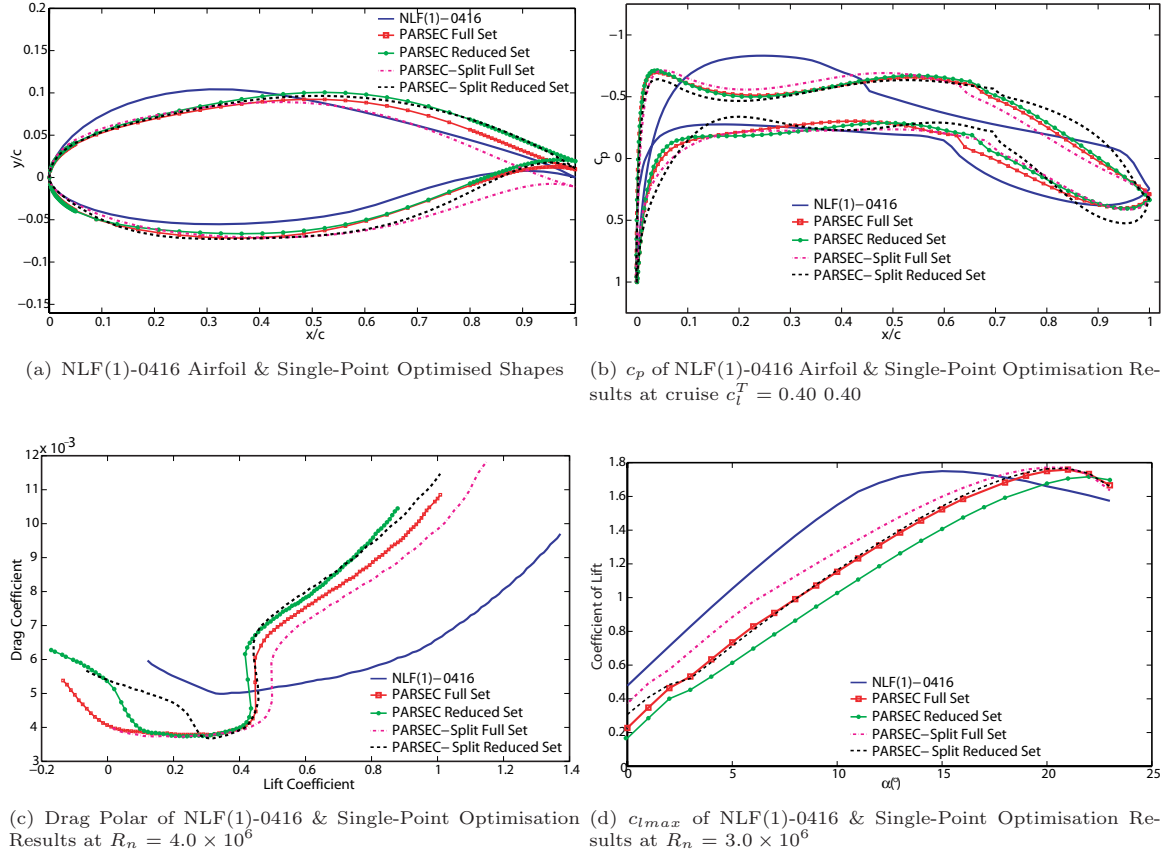 0.2
0.15
0.1
0.05
0
−0.05
−0.1
−0.15
y/c
0 0.1 0.2 0.3 0.4 0.5 0.6 0.7 0.8 0.9 1
x/c
NLF(1)−0416
PARSEC Full Set
PARSEC Reduced Set
PARSEC−Split Full Set
PARSEC− Split Reduced Set
(a) NLF(1)-0416 Airfoil & Single-Point Optimised Shapes
−1
−0.5
0
0.5
1
c_p
0 0.1 0.2 0.3 0.4 0.5 0.6 0.7 0.8 0.9 1
x/c
NLF(1)−0416
PARSEC Full Set
PARSEC Reduced Set
PARSEC−Split Full Set
PARSEC−Split Reduced Set
(b) c_p of NLF(1)-0416 Airfoil & Single-Point Optimisation Re-
sults at cruise c_l^T = 0.40 0.40
12 x 10^−3
11
10
9
8
7
6
5
4
3
Drag Coefficient
−0.2 0 0.2 0.4 0.6 0.8 1 1.2 1.4
Lift Coefficient
NLF(1)−0416
PARSEC Full Set
PARSEC Reduced Set
PARSEC−Split Full Set
PARSEC− Split Reduced Set
(c) Drag Polar of NLF(1)-0416 & Single-Point Optimisation
Results at R_n = 4.0 × 10^6
1.8
1.6
1.4
1.2
1
0.8
0.6
0.4
0.2
0
Coefficient of Lift
0 5 10 15 20 25
α(°)
NLF(1)−0416
PARSEC Full Set
PARSEC Reduced Set
PARSEC−Split Full Set
PARSEC− Split Reduced Set
(d) c_lmax of NLF(1)-0416 & Single-Point Optimisation Re-
sults at R_n = 3.0 × 10^6